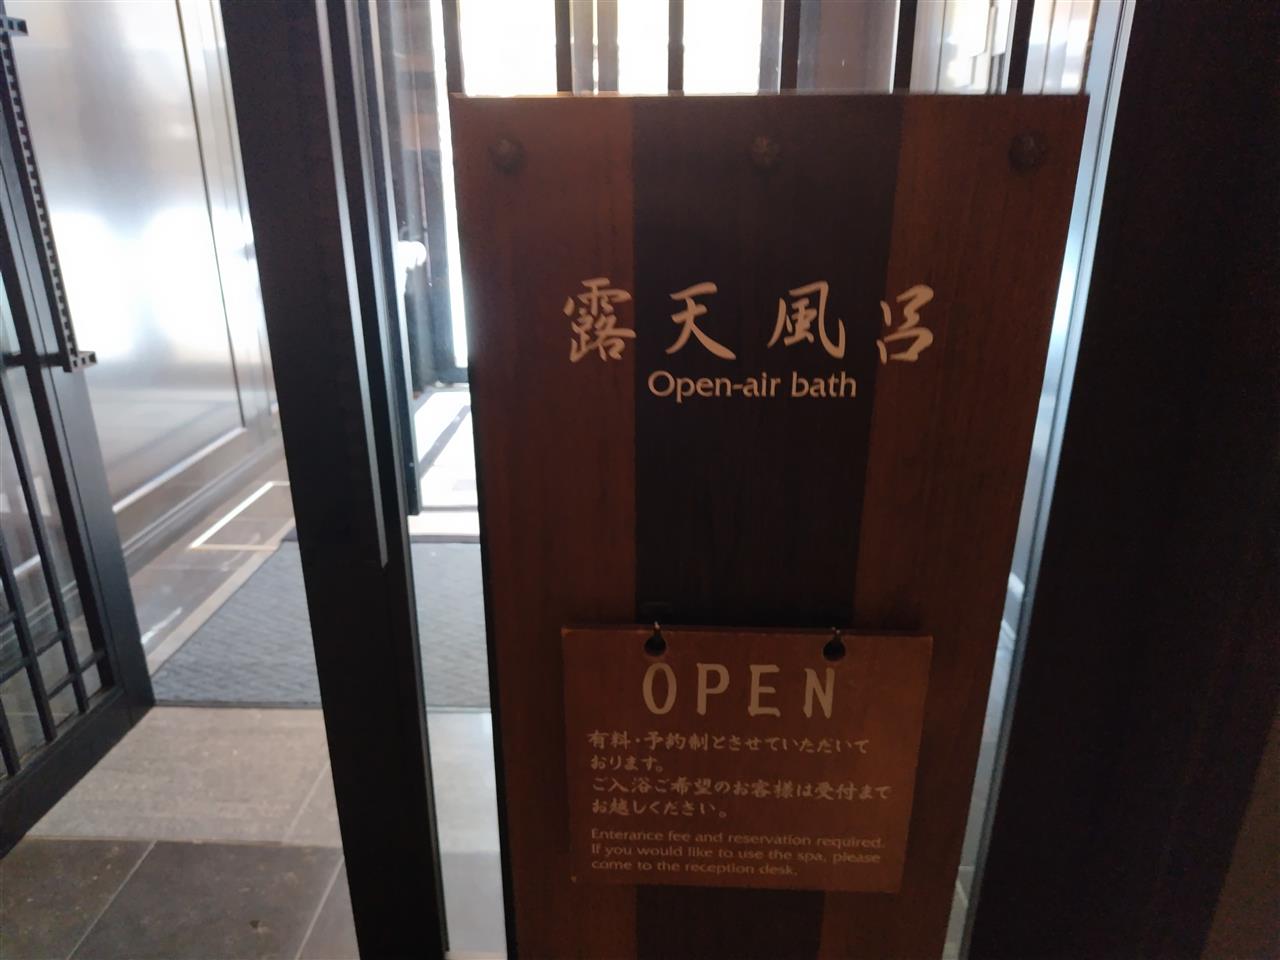 露天風呂
Open-air bath
OPEN
有料・予約制とさせていただいて
おります。
ご入浴ご希望のお客様は受付まで
お越しください。
Enterance fee and reservation required.
If you would like to use the spa, please
come to the reception desk.